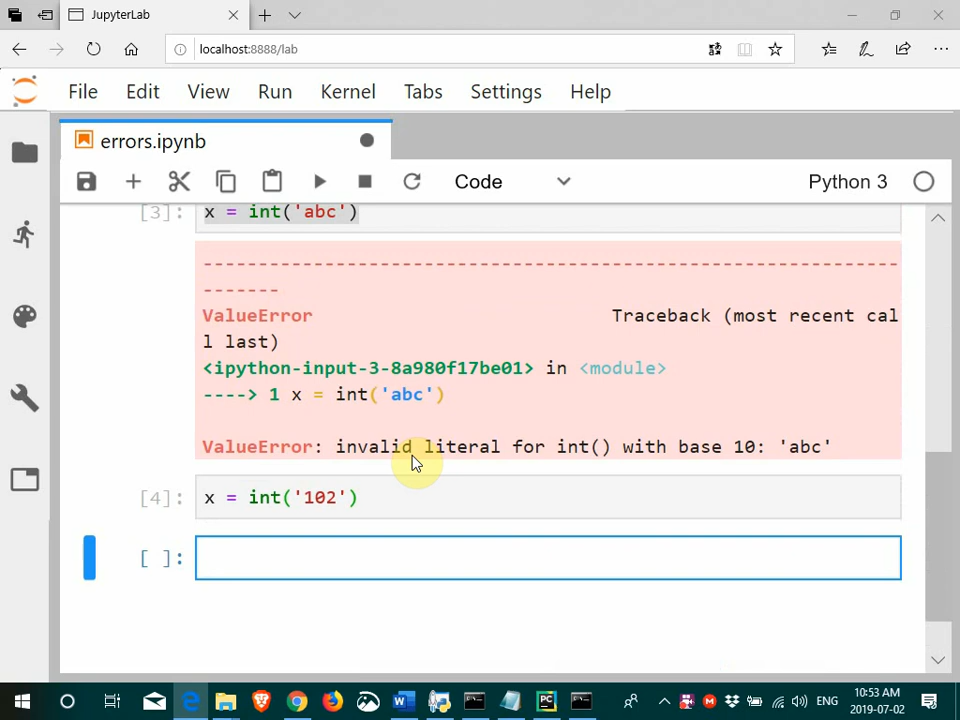 JupyterLab
localhost:8888/lab
File Edit View Run Kernel Tabs Settings Help
errors.ipynb
Code Python 3
[3]: x = int('abc')
---------------------------------------------------------------
-------
ValueError Traceback (most recent cal
l last)
<ipython-input-3-8a980f17be01> in <module>
----> 1 x = int('abc')
ValueError: invalid literal for int() with base 10: 'abc'
[4]: x = int('102')
[ ]:
ENG
10:53 AM
2019-07-02